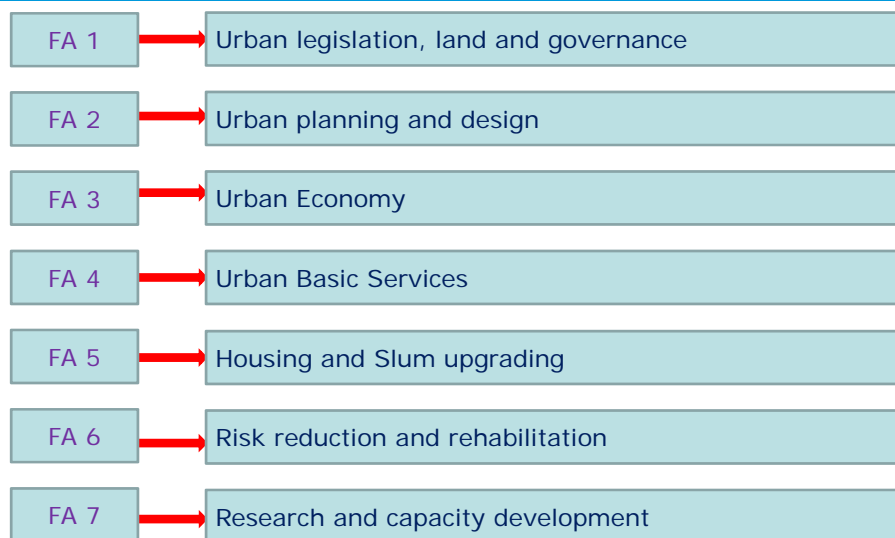 FA 1
Urban legislation, land and governance
FA 2
Urban planning and design
FA 3
Urban Economy
FA 4
Urban Basic Services
FA 5
Housing and Slum upgrading
FA 6
Risk reduction and rehabilitation
FA 7
Research and capacity development